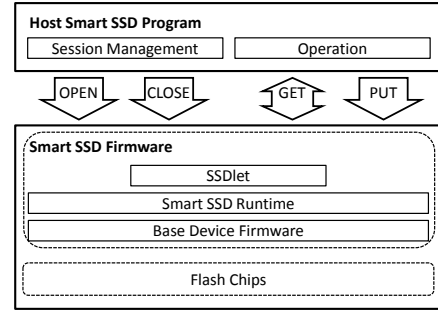 Host Smart SSD Program
Session Management Operation
OPEN CLOSE GET PUT
Smart SSD Firmware
SSDlet
Smart SSD Runtime
Base Device Firmware
Flash Chips